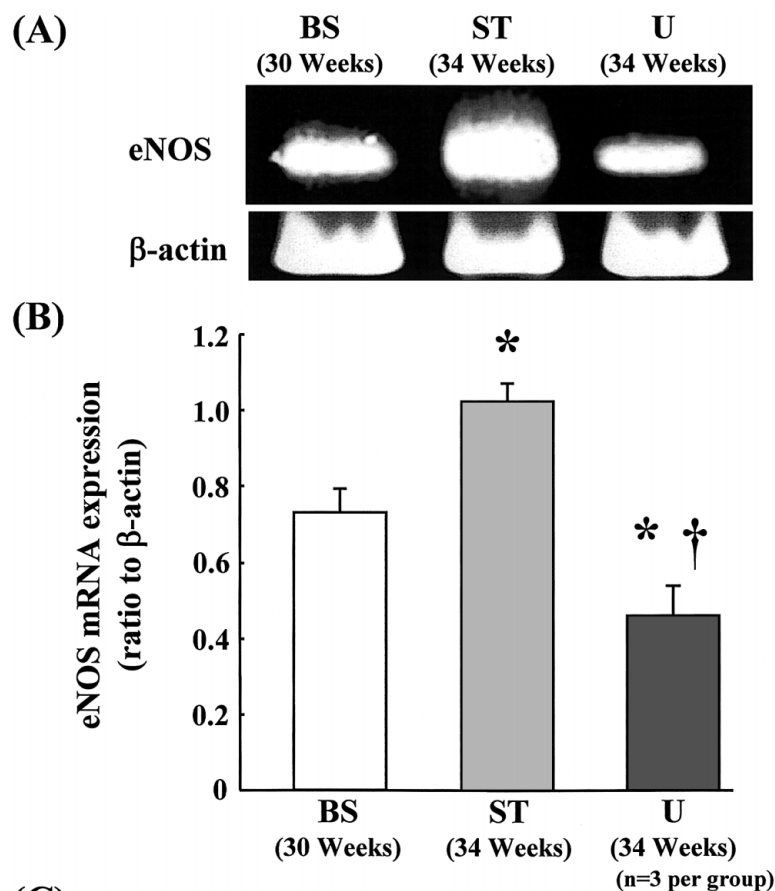 (A)
BS ST U
(30 Weeks) (34 Weeks) (34 Weeks)
eNOS
β-actin
(B)
eNOS mRNA expression
(ratio to β-actin)
1.2
1.0
0.8
0.6
0.4
0.2
0
*
* †
BS ST U
(30 Weeks) (34 Weeks) (34 Weeks)
(n=3 per group)